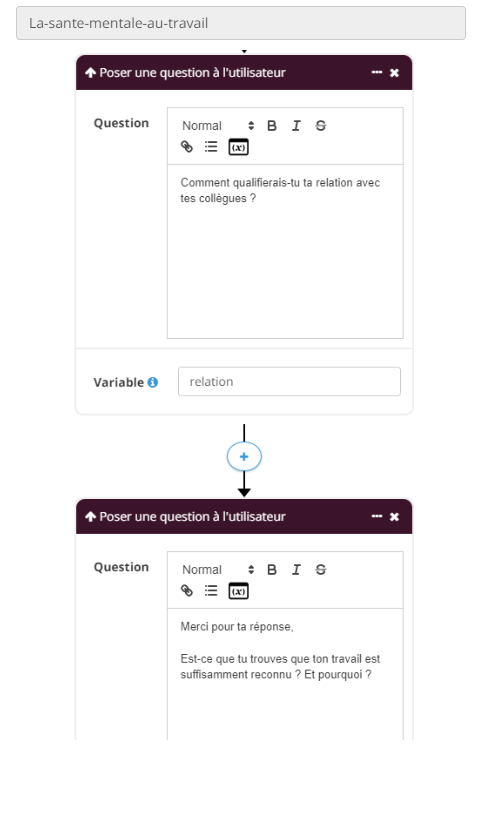 La-sante-mentale-au-travail
Poser une question à l'utilisateur
Question
Normal B I S
(x)
Comment qualifierais-tu ta relation avec
tes collègues ?
Variable
relation
+
Poser une question à l'utilisateur
Question
Normal B I S
(x)
Merci pour ta réponse,
Est-ce que tu trouves que ton travail est
suffisamment reconnu ? Et pourquoi ?